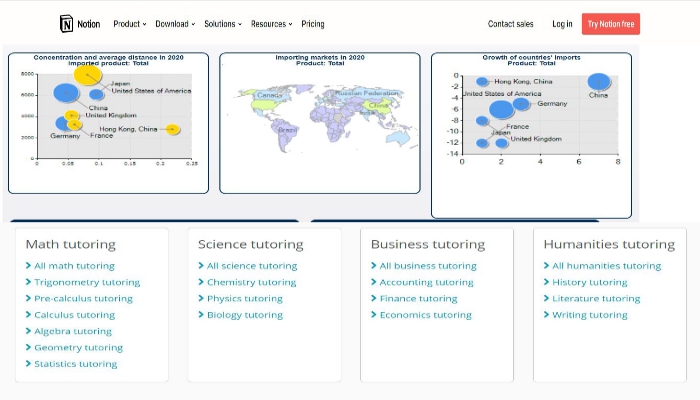 Notion Product Download Solutions Resources Pricing Contact sales Log in Try Notion free
Concentration and average distance in 2020
Imported product: Total
8000
6000
4000
2000
0
0
0.05
0.1
0.15
0.2
0.25
Japan
United States of America
China
United Kingdom
Hong Kong, China
Germany
France
Importing markets in 2020
Product: Total
Canada
Russian Federation
China
India
Brazil
Growth of countries' imports
Product: Total
0
-2
-4
-6
-8
-10
-12
-14
0
2
4
6
8
Hong Kong, China
China
United States of America
Germany
France
Japan
United Kingdom
Math tutoring
All math tutoring
Trigonometry tutoring
Pre-calculus tutoring
Calculus tutoring
Algebra tutoring
Geometry tutoring
Statistics tutoring
Science tutoring
All science tutoring
Chemistry tutoring
Physics tutoring
Biology tutoring
Business tutoring
All business tutoring
Accounting tutoring
Finance tutoring
Economics tutoring
Humanities tutoring
All humanities tutoring
History tutoring
Literature tutoring
Writing tutoring